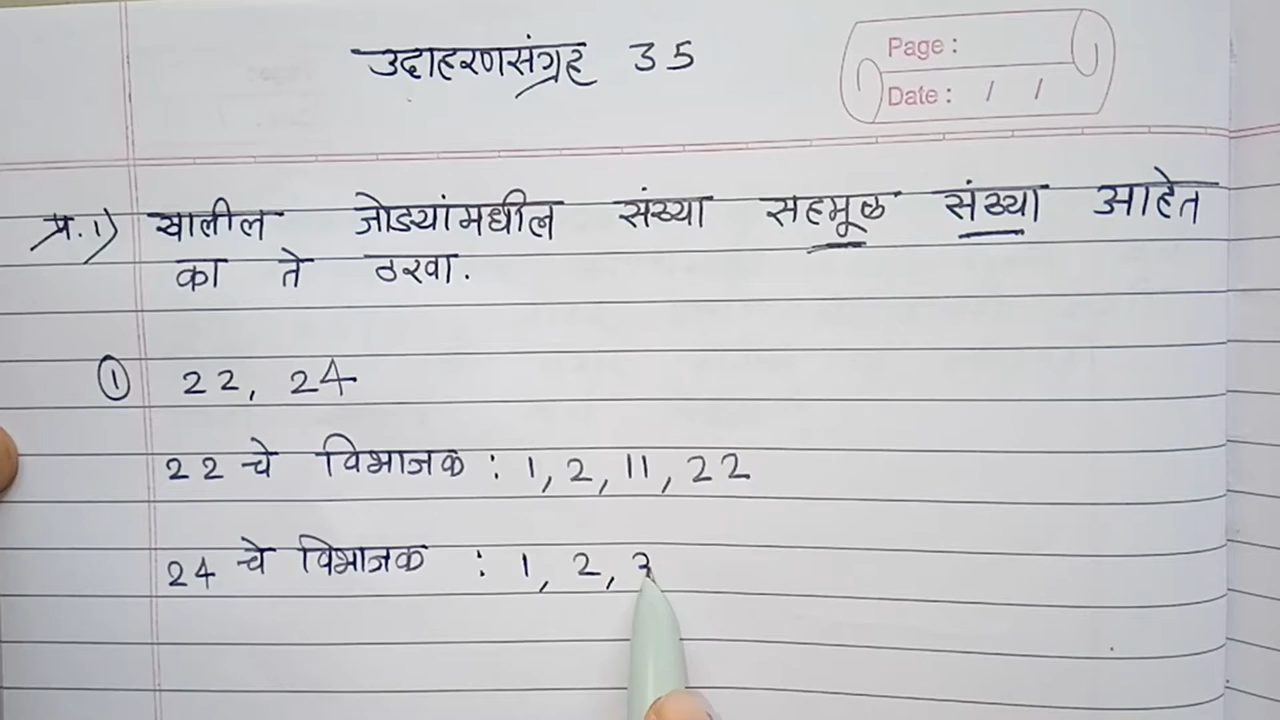 उदाहरणसंग्रह 35
Page :
Date : / /
प्र.1) खालील जोड्यांमधील संख्या सहमूळ संख्या आहेत
का ते ठरवा.
① 22, 24
22 चे विभाजक : 1, 2, 11, 22
24 चे विभाजक : 1, 2, 3